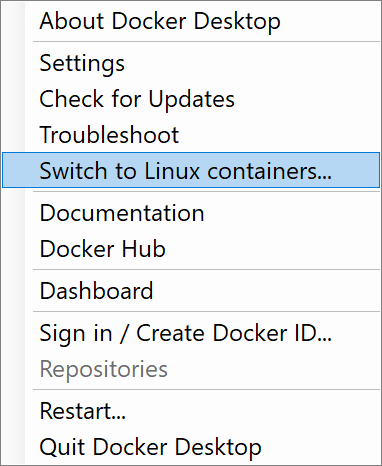 About Docker Desktop
Settings
Check for Updates
Troubleshoot
Switch to Linux containers...
Documentation
Docker Hub
Dashboard
Sign in / Create Docker ID...
Repositories
Restart...
Quit Docker Desktop